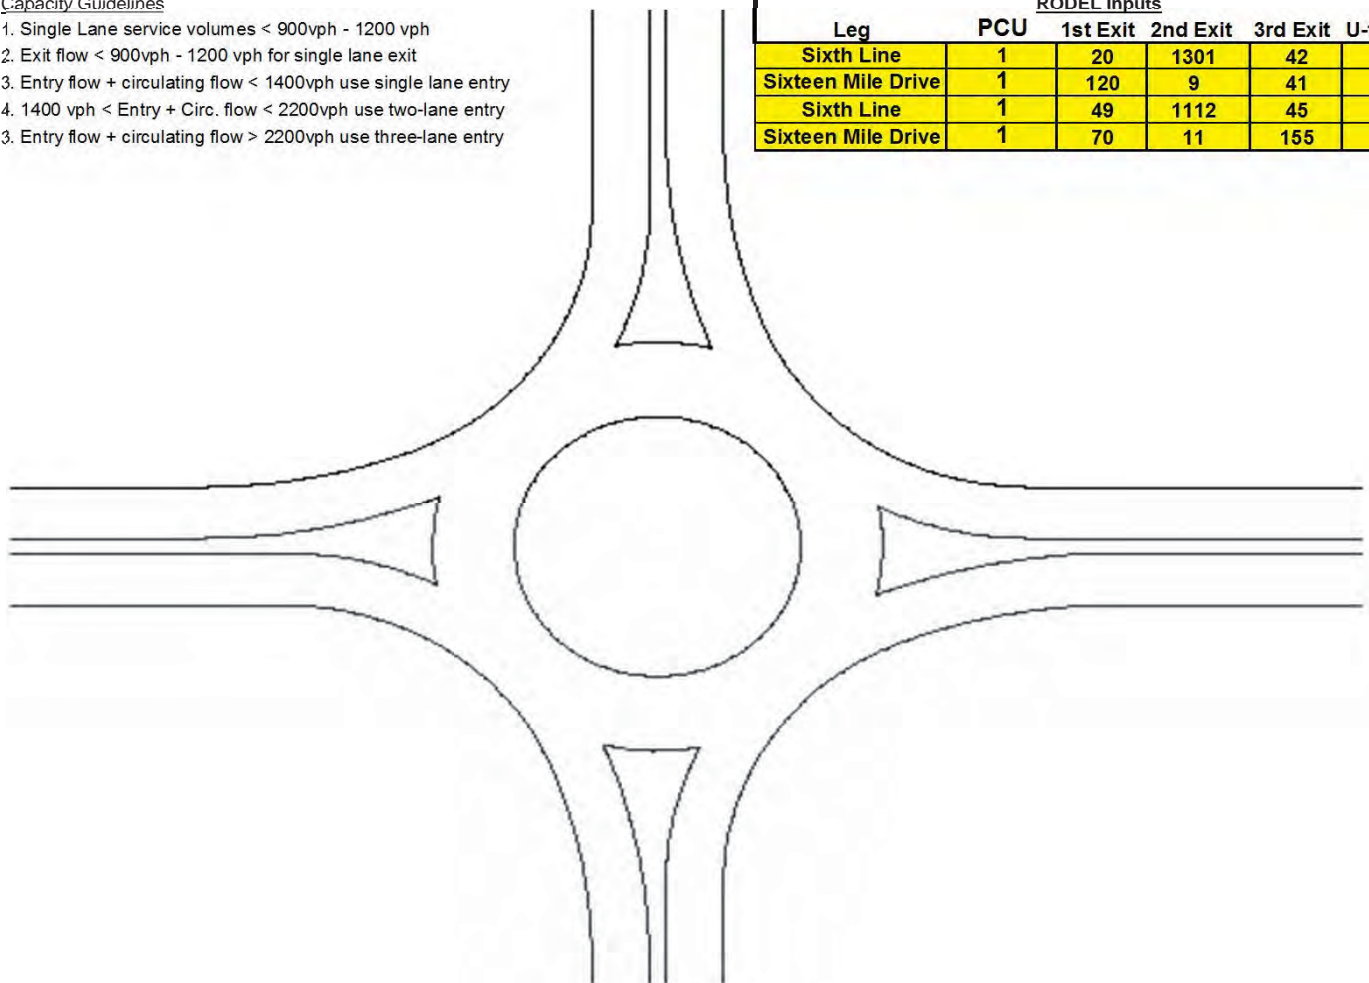 Capacity Guidelines
1. Single Lane service volumes < 900vph - 1200 vph
2. Exit flow < 900vph - 1200 vph for single lane exit
3. Entry flow + circulating flow < 1400vph use single lane entry
4. 1400 vph < Entry + Circ. flow < 2200vph use two-lane entry
3. Entry flow + circulating flow > 2200vph use three-lane entry
RODEL Inputs
Leg PCU 1st Exit 2nd Exit 3rd Exit U-
Sixth Line 1 20 1301 42
Sixteen Mile Drive 1 120 9 41
Sixth Line 1 49 1112 45
Sixteen Mile Drive 1 70 11 155